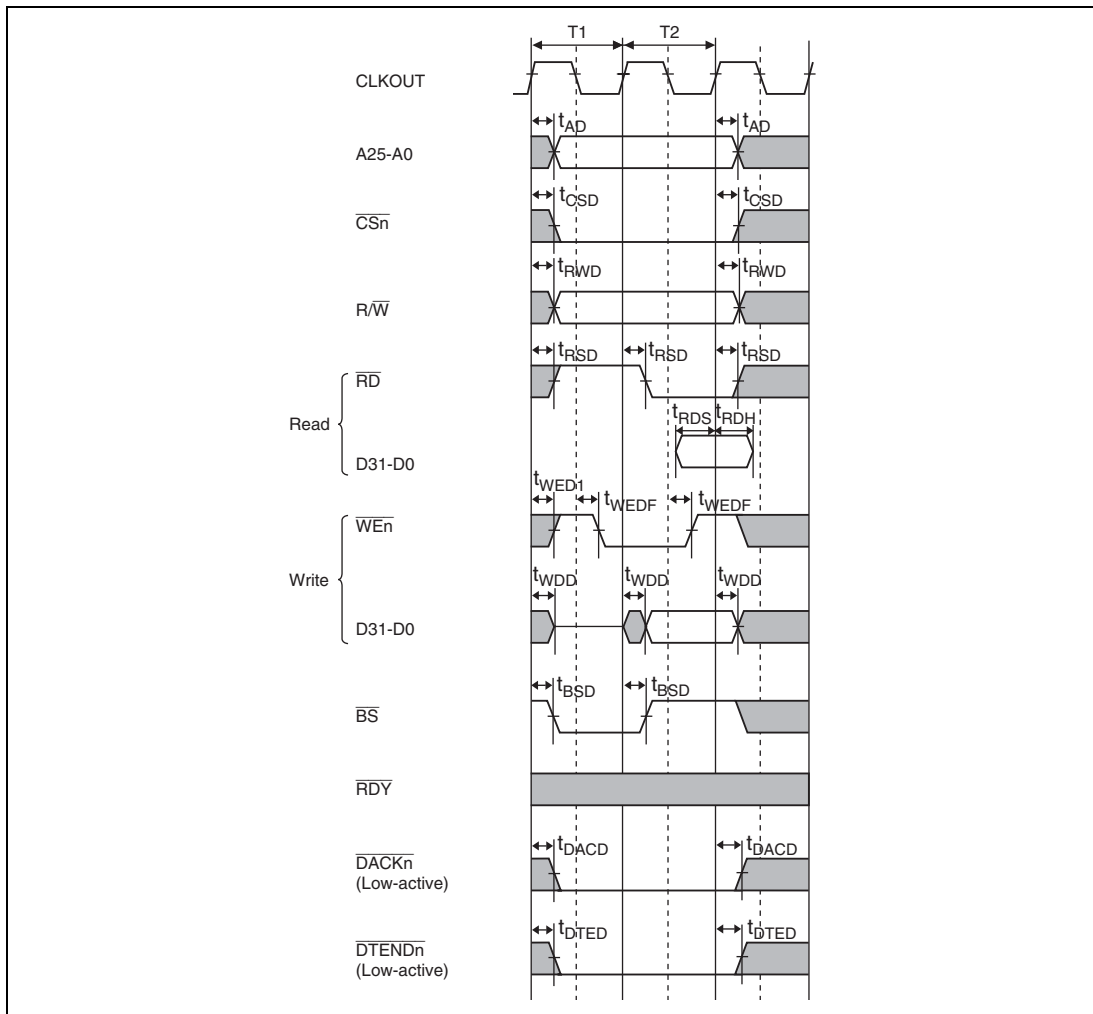 T1 T2
CLKOUT
tAD tAD
A25-A0
tCSD tCSD
CSn
tRWD tRWD
R/W
tRSD tRSD tRSD
RD
Read
tRDS tRDH
D31-D0
tWED1 tWEDF tWEDF
WEn
Write
tWDD tWDD tWDD
D31-D0
tBSD tBSD
BS
RDY
tDACD tDACD
DACKn
(Low-active)
tDTED tDTED
DTENDn
(Low-active)